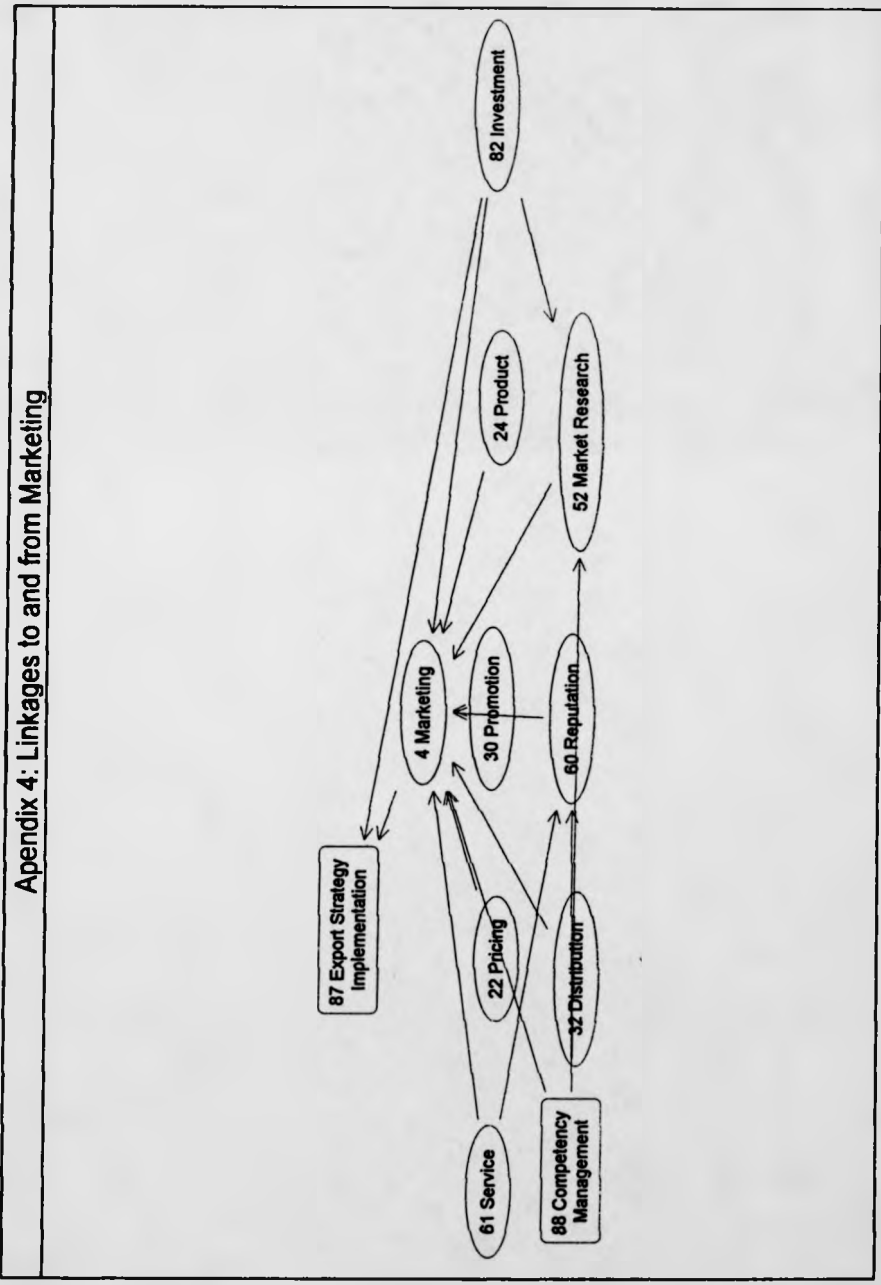 Apendix 4: Linkages to and from Marketing
87 Export Strategy
Implementation
4 Marketing
61 Service
22 Pricing
30 Promotion
24 Product
82 Investment
88 Competency
Management
32 Distribution
60 Reputation
52 Market Research